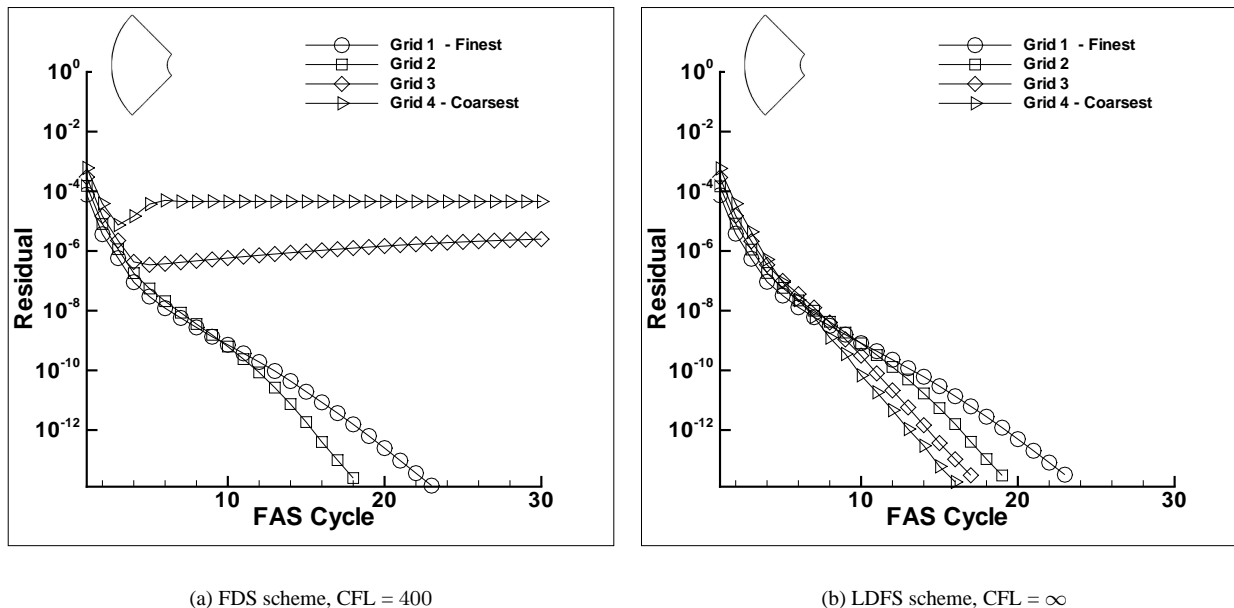 Grid 1 - Finest
Grid 2
Grid 3
Grid 4 - Coarsest
10^0
10^-2
10^-4
10^-6
10^-8
10^-10
10^-12
Residual
10 20 30
FAS Cycle
(a) FDS scheme, CFL = 400
Grid 1 - Finest
Grid 2
Grid 3
Grid 4 - Coarsest
10^0
10^-2
10^-4
10^-6
10^-8
10^-10
10^-12
Residual
10 20 30
FAS Cycle
(b) LDFS scheme, CFL = ∞